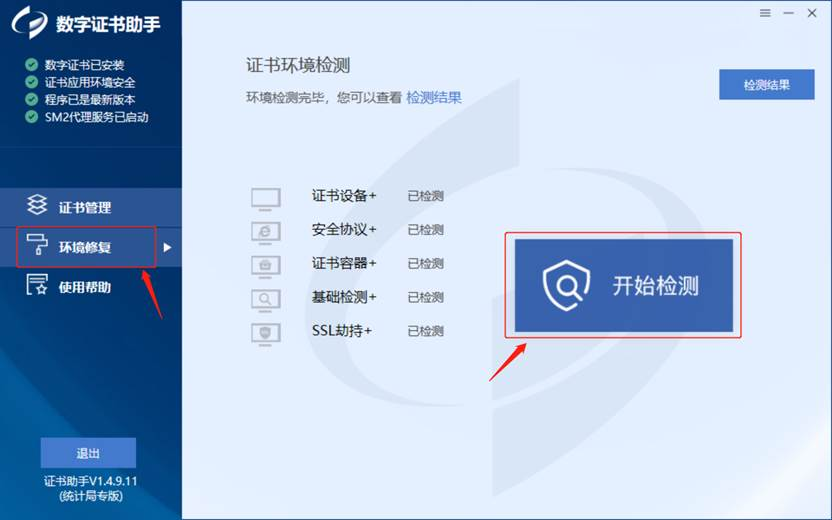 数字证书助手
数字证书已安装
证书应用环境安全
程序已是最新版本
SM2代理服务已启动
证书管理
环境修复
使用帮助
退出
证书助手V1.4.9.11
(统计局专版)
证书环境检测
环境检测完毕，您可以查看 检测结果
检测结果
证书设备+ 已检测
安全协议+ 已检测
证书容器+ 已检测
基础检测+ 已检测
SSL劫持+ 已检测
开始检测